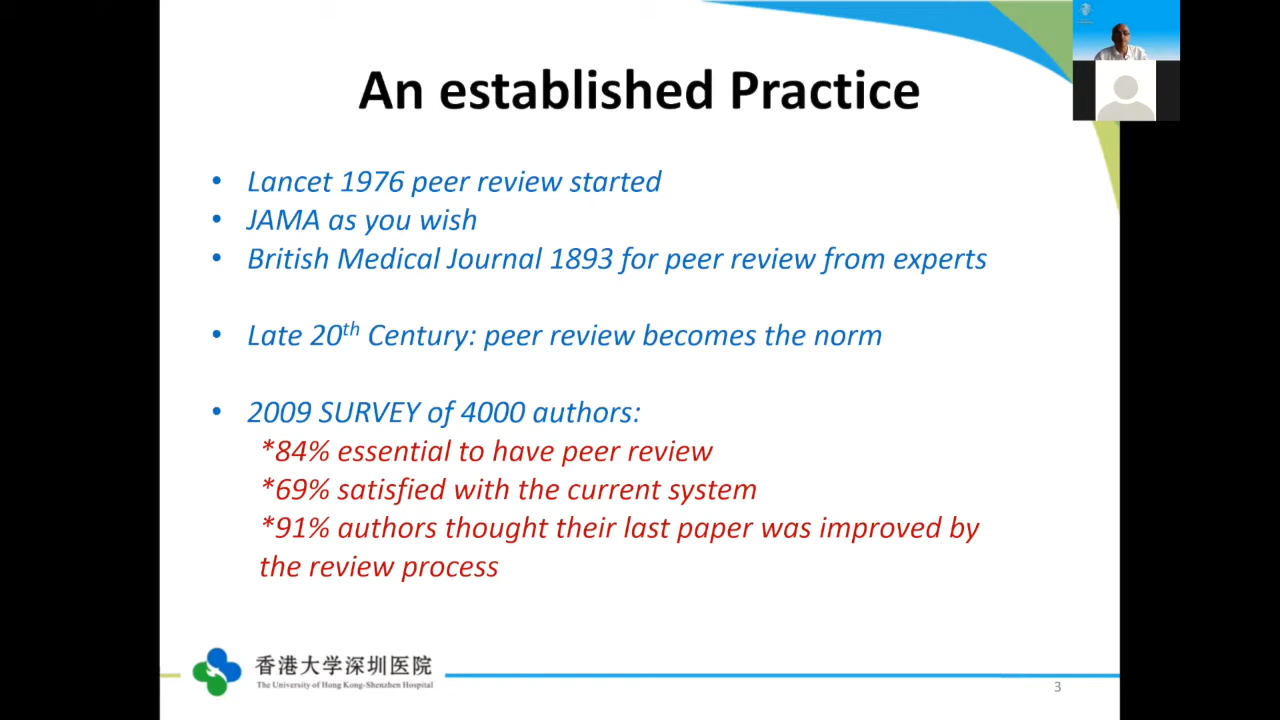 An established Practice
• Lancet 1976 peer review started
• JAMA as you wish
• British Medical Journal 1893 for peer review from experts
• Late 20th Century: peer review becomes the norm
• 2009 SURVEY of 4000 authors:
*84% essential to have peer review
*69% satisfied with the current system
*91% authors thought their last paper was improved by
the review process
香港大学深圳医院
The University of Hong Kong-Shenzhen Hospital
3